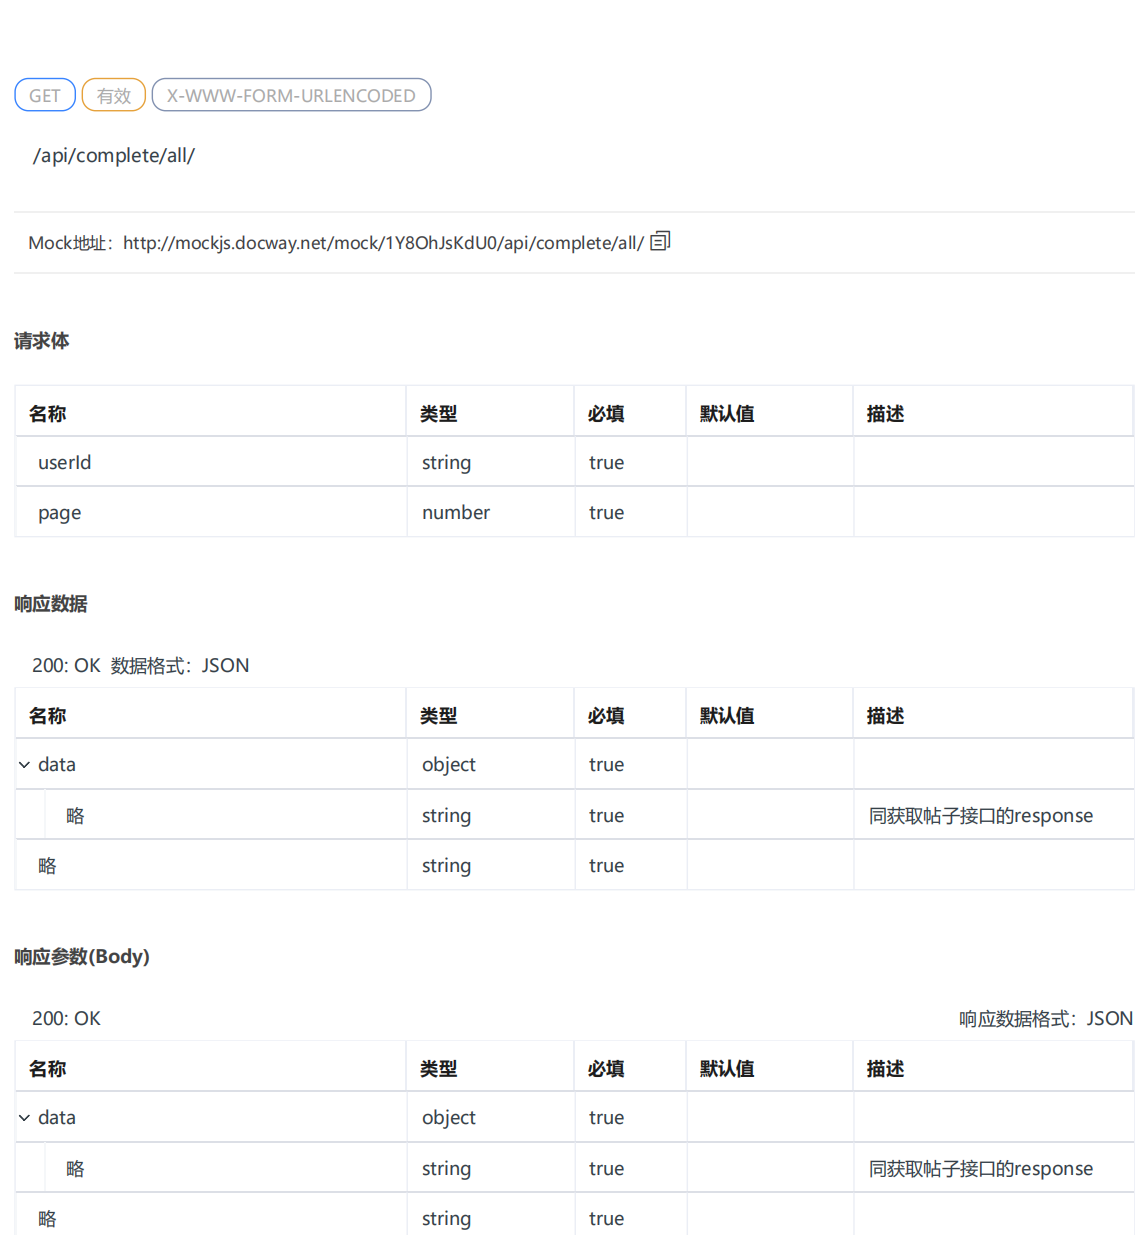 GET 有效 X-WWW-FORM-URLENCODED
/api/complete/all/
Mock地址：http://mockjs.docway.net/mock/1Y8OhJsKdU0/api/complete/all/
请求体
名称 类型 必填 默认值 描述
userId string true
page number true
响应数据
200: OK 数据格式：JSON
名称 类型 必填 默认值 描述
data object true
略 string true 同获取帖子接口的response
略 string true
响应参数(Body)
200: OK 响应数据格式：JSON
名称 类型 必填 默认值 描述
data object true
略 string true 同获取帖子接口的response
略 string true